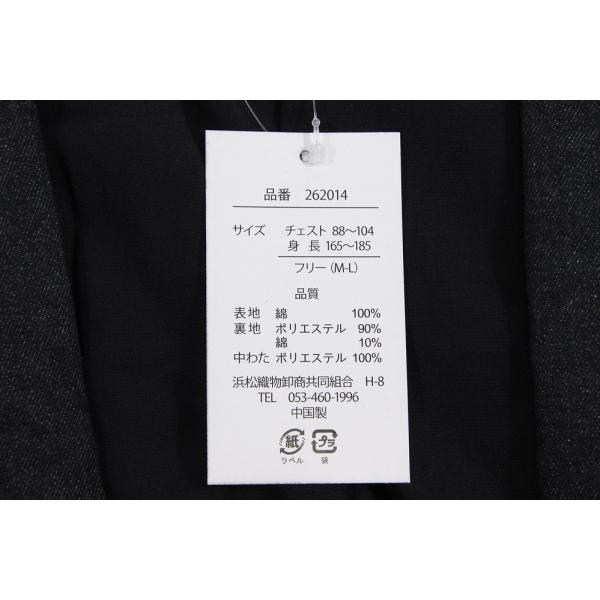 品番 262014
サイズ チェスト 88〜104
身長 165〜185
フリー (M-L)
品質
表地 綿 100%
裏地 ポリエステル 90%
綿 10%
中わた ポリエステル 100%
浜松織物卸商共同組合 H-8
TEL 053-460-1996
中国製
紙 プラ
ラベル 袋